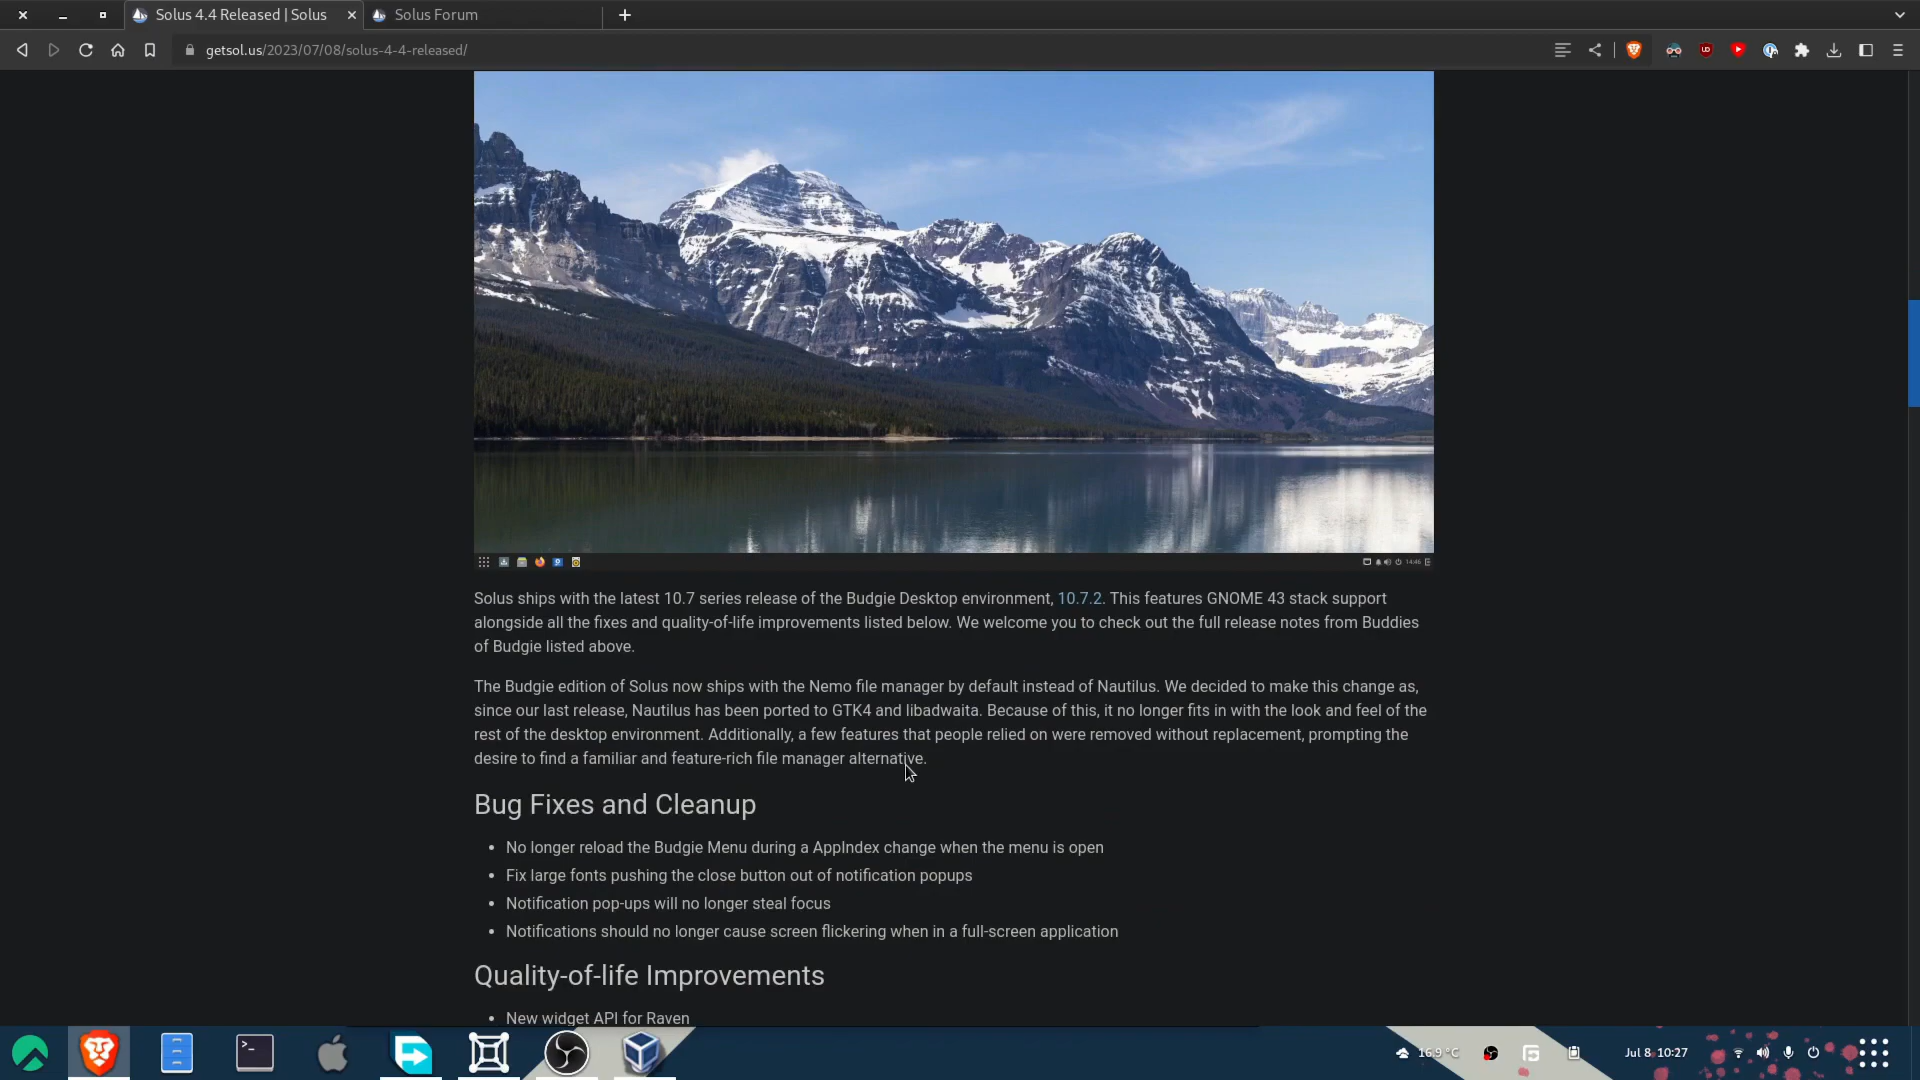 Solus 4.4 Released | Solus
Solus Forum
getsol.us/2023/07/08/solus-4-4-released/
14:46
Solus ships with the latest 10.7 series release of the Budgie Desktop environment, 10.7.2. This features GNOME 43 stack support
alongside all the fixes and quality-of-life improvements listed below. We welcome you to check out the full release notes from Buddies
of Budgie listed above.
The Budgie edition of Solus now ships with the Nemo file manager by default instead of Nautilus. We decided to make this change as,
since our last release, Nautilus has been ported to GTK4 and libadwaita. Because of this, it no longer fits in with the look and feel of the
rest of the desktop environment. Additionally, a few features that people relied on were removed without replacement, prompting the
desire to find a familiar and feature-rich file manager alternative.
Bug Fixes and Cleanup
• No longer reload the Budgie Menu during a AppIndex change when the menu is open
• Fix large fonts pushing the close button out of notification popups
• Notification pop-ups will no longer steal focus
• Notifications should no longer cause screen flickering when in a full-screen application
Quality-of-life Improvements
• New widget API for Raven
16.9 °C
Jul 8 10:27